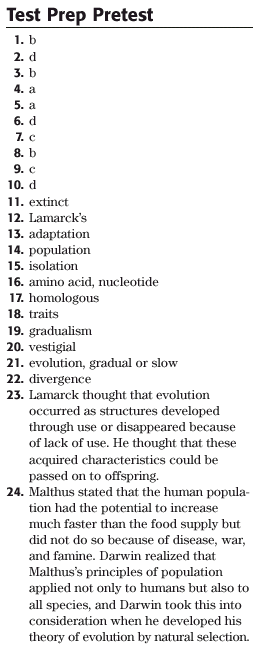 Test Prep Pretest
1. b
2. d
3. b
4. a
5. a
6. d
7. c
8. b
9. c
10. d
11. extinct
12. Lamarck's
13. adaptation
14. population
15. isolation
16. amino acid, nucleotide
17. homologous
18. traits
19. gradualism
20. vestigial
21. evolution, gradual or slow
22. divergence
23. Lamarck thought that evolution
occurred as structures developed
through use or disappeared because
of lack of use. He thought that these
acquired characteristics could be
passed on to offspring.
24. Malthus stated that the human popula-
tion had the potential to increase
much faster than the food supply but
did not do so because of disease, war,
and famine. Darwin realized that
Malthus's principles of population
applied not only to humans but also to
all species, and Darwin took this into
consideration when he developed his
theory of evolution by natural selection.